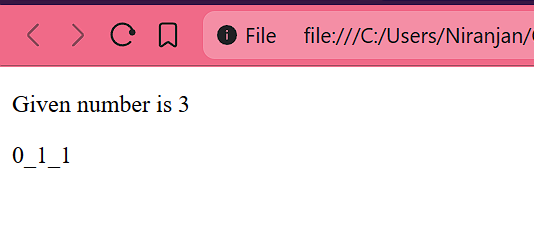 File file:///C:/Users/Niranjan/
Given number is 3
0_1_1